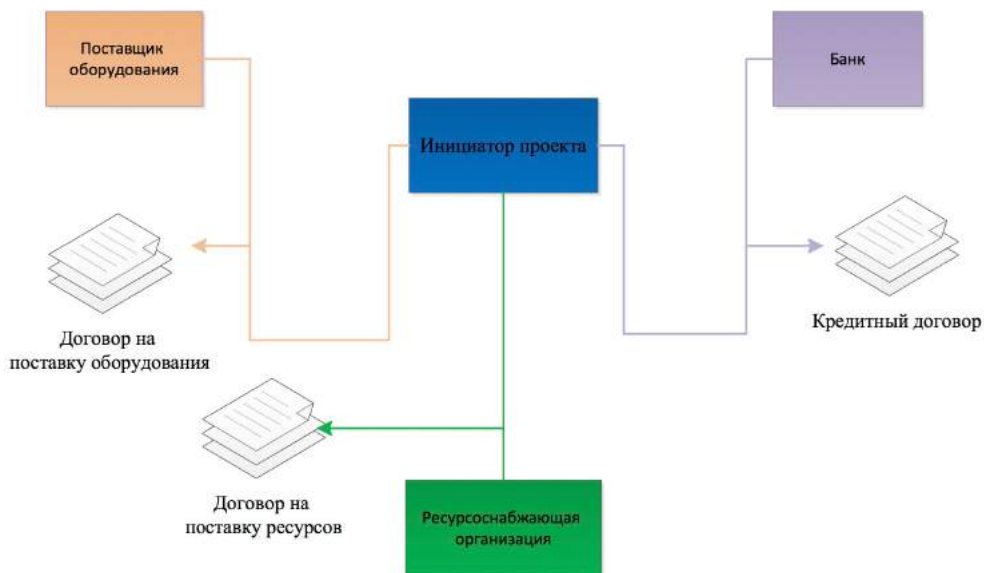 Поставщик
оборудования
Банк
Инициатор проекта
Договор на
поставку оборудования
Кредитный договор
Договор на
поставку ресурсов
Ресурсоснабжающая
организация